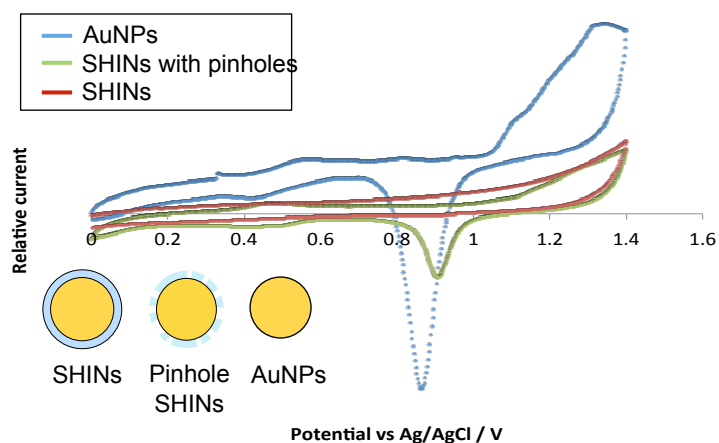 AuNPs
SHINs with pinholes
SHINs
Relative current
0 0.2 0.4 0.6 0.8 1 1.2 1.4 1.6
SHINs Pinhole AuNPs
SHINs
Potential vs Ag/AgCl / V